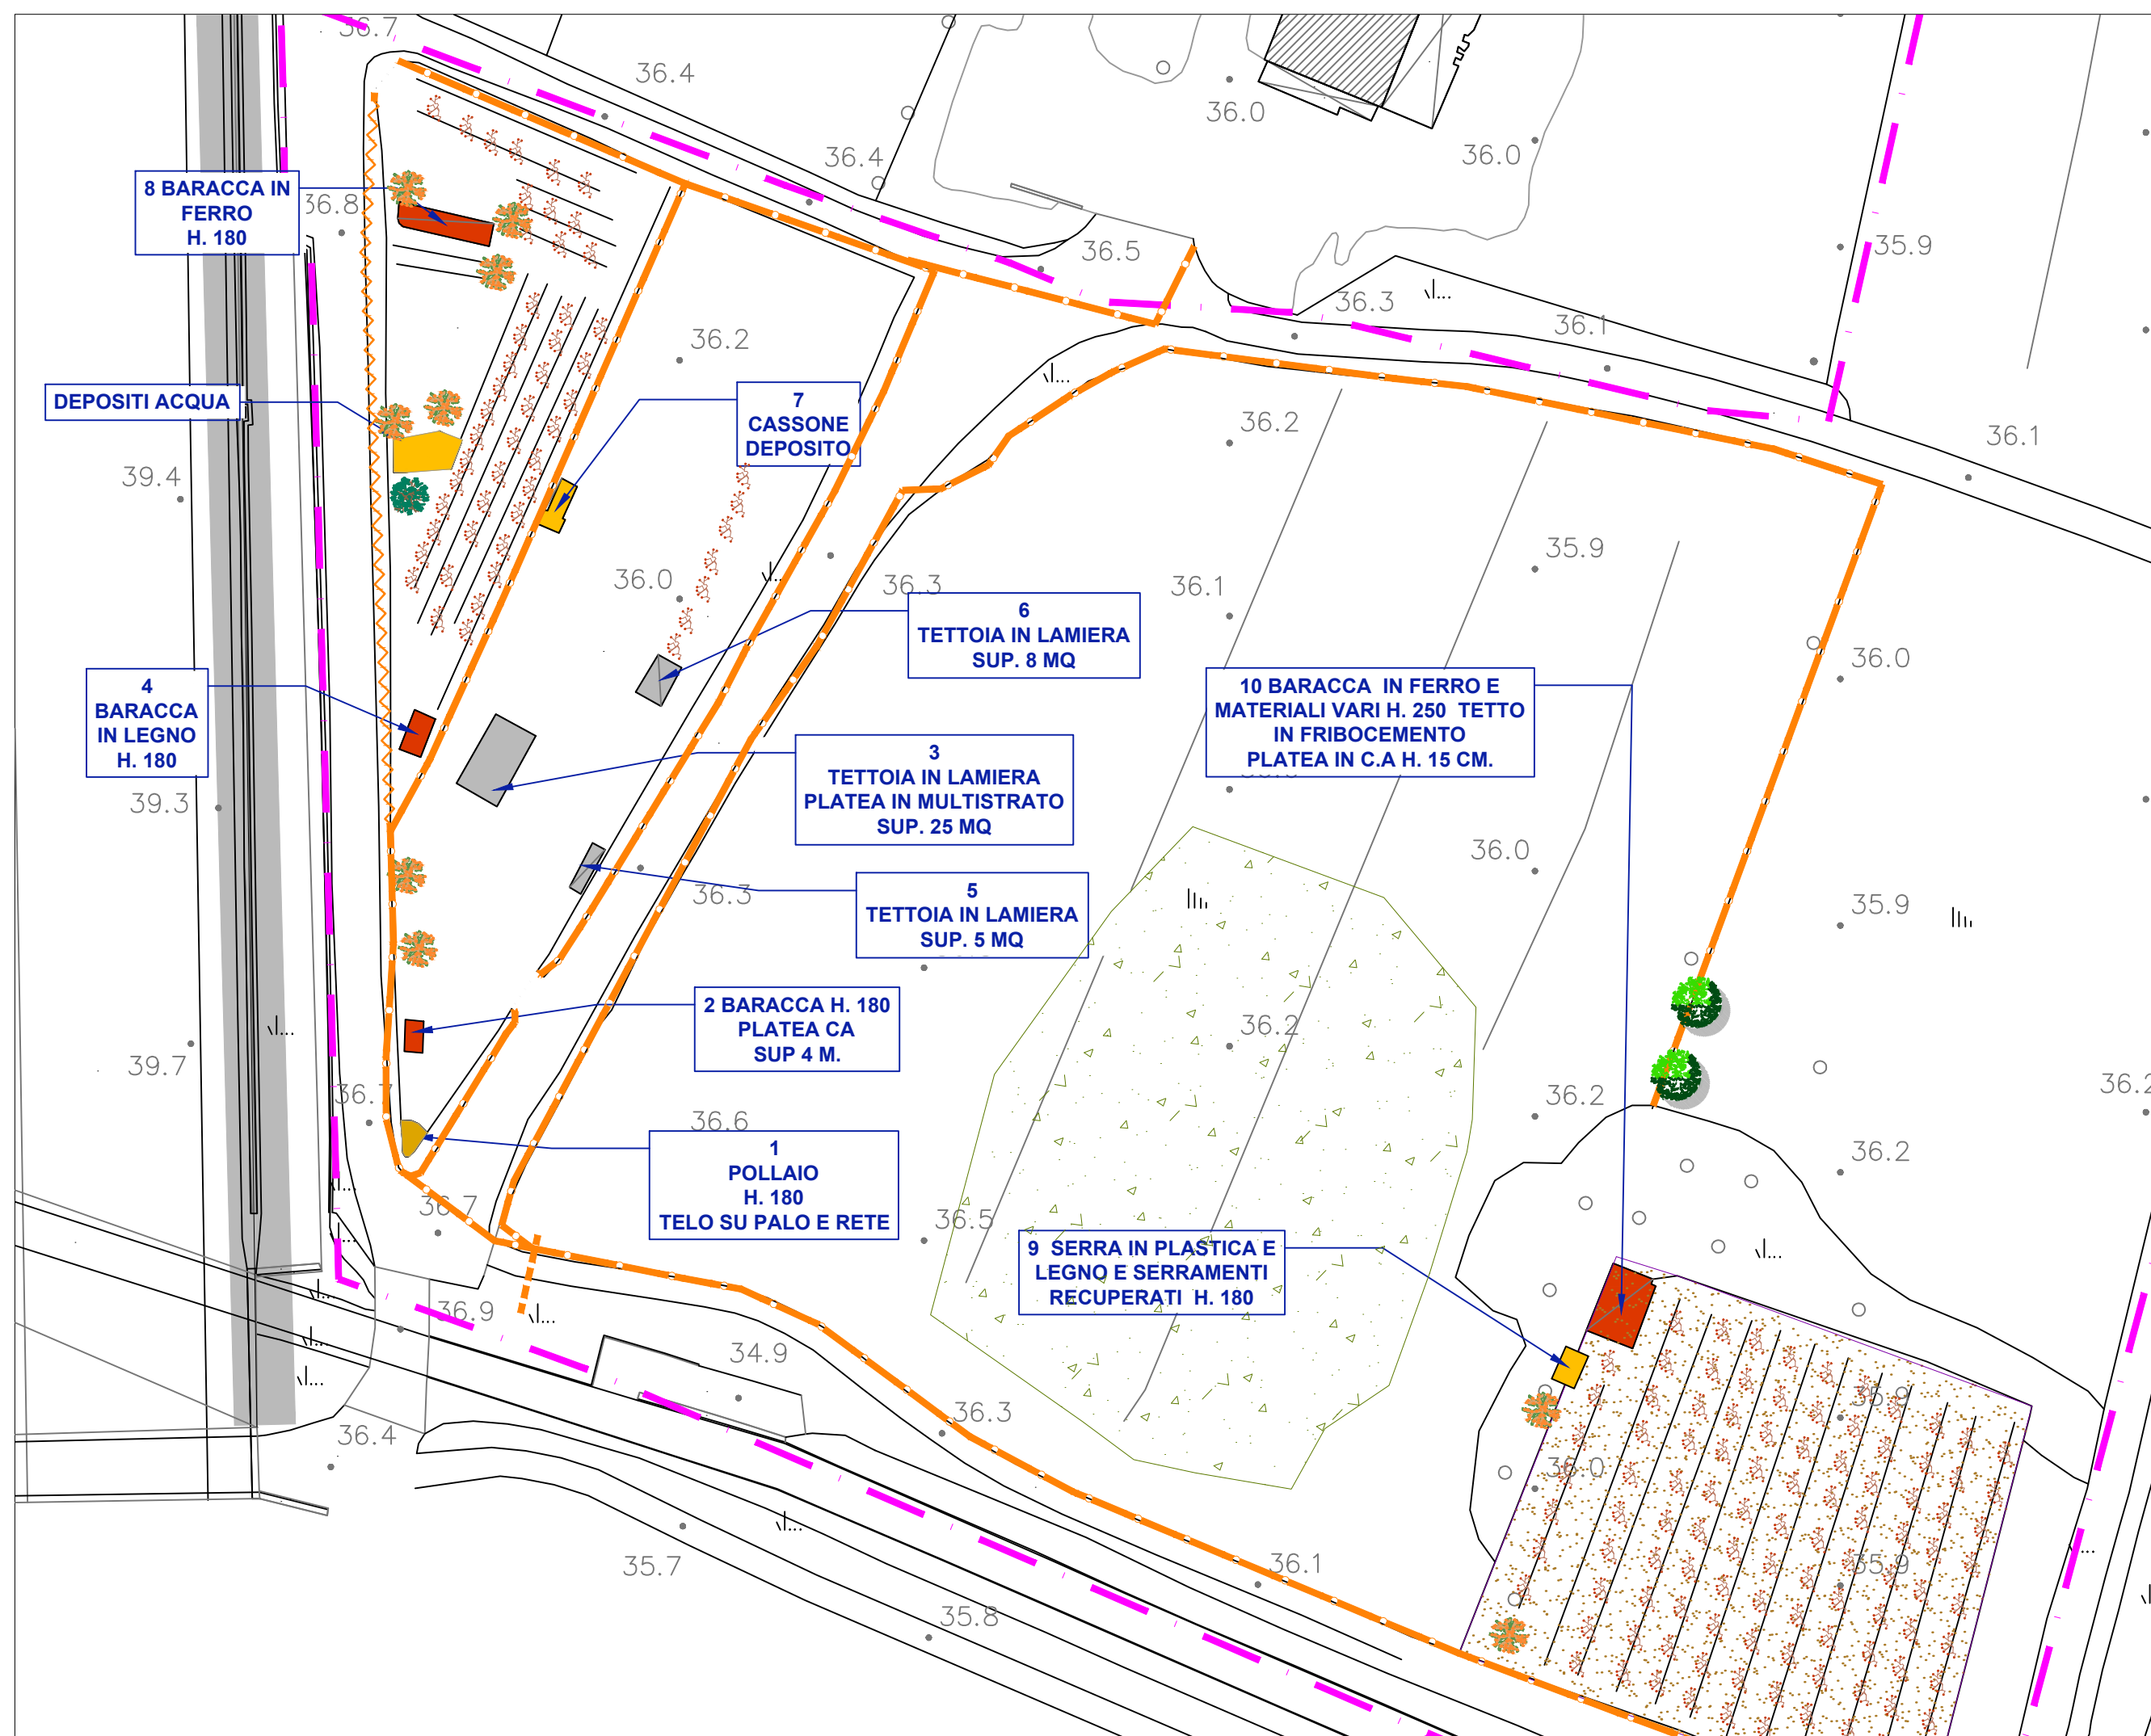 36.7
36.4
36.0
36.4
36.0
8 BARACCA IN
FERRO
H. 180
36.8
36.5
35.9
36.3
36.1
36.2
DEPOSITI ACQUA
7
CASSONE
DEPOSITO
36.2
36.1
39.4
35.9
36.0
36.3
36.1
6
TETTOIA IN LAMIERA
SUP. 8 MQ
36.0
4
BARACCA
IN LEGNO
H. 180
10 BARACCA  IN FERRO E
MATERIALI VARI H. 250  TETTO
IN FRIBOCEMENTO
PLATEA IN C.A H. 15 CM.
3
TETTOIA IN LAMIERA
PLATEA IN MULTISTRATO
SUP. 25 MQ
39.3
36.0
36.3
5
TETTOIA IN LAMIERA
SUP. 5 MQ
35.9
2 BARACCA H. 180
PLATEA CA
SUP 4 M.
36.2
39.7
36.7
36.2
36.2
36.6
1
POLLAIO
H. 180
TELO SU PALO E RETE
36.2
36.7
36.5
9  SERRA IN PLASTICA E
LEGNO E SERRAMENTI
RECUPERATI  H. 180
36.9
34.9
36.3
35.9
36.4
36.0
35.7
36.1
35.9
35.8